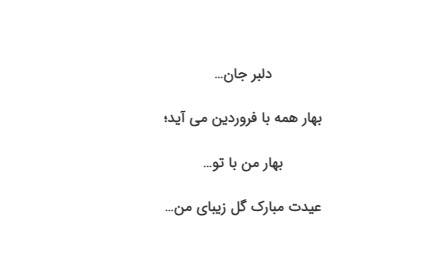 دلبر جان...
بهار همه با فروردین می آید؛
بهار من با تو...
عیدت مبارک گل زیبای من...